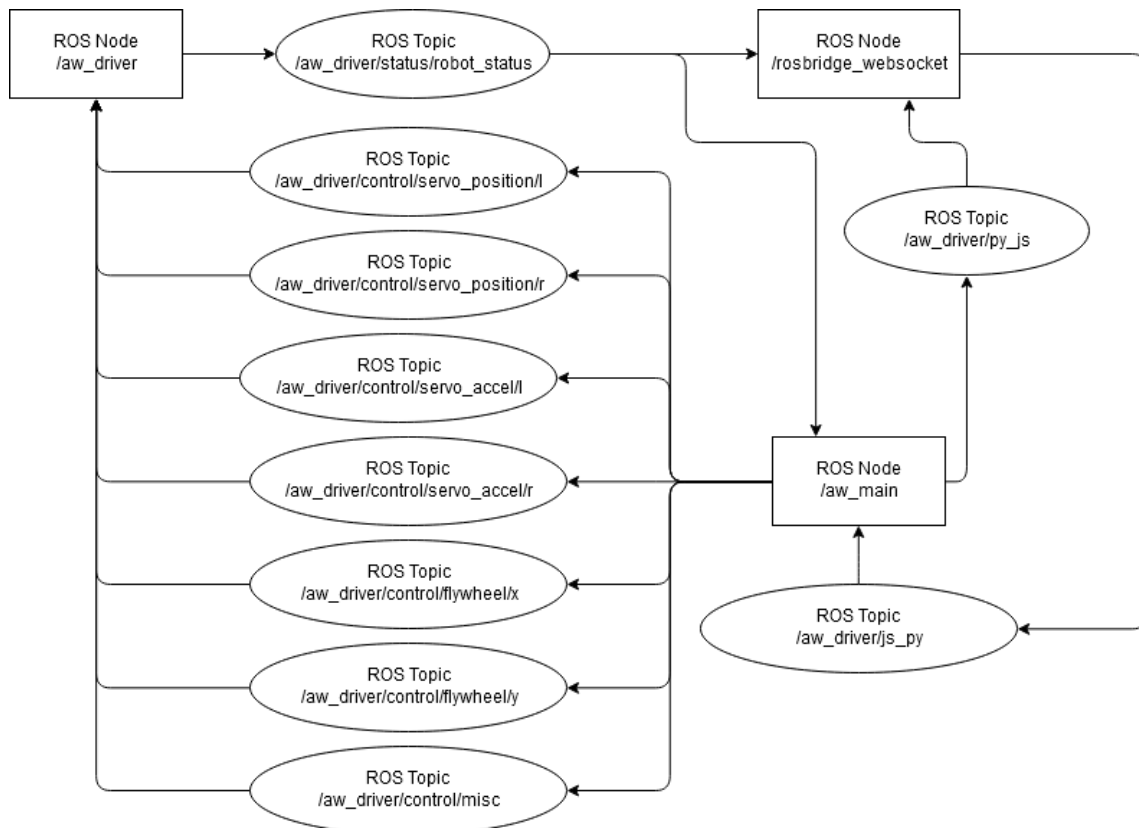 ROS Node
/aw_driver
ROS Topic
/aw_driver/status/robot_status
ROS Node
/rosbridge_websocket
ROS Topic
/aw_driver/control/servo_position/l
ROS Topic
/aw_driver/py_js
ROS Topic
/aw_driver/control/servo_position/r
ROS Topic
/aw_driver/control/servo_accel/l
ROS Topic
/aw_driver/control/servo_accel/r
ROS Node
/aw_main
ROS Topic
/aw_driver/control/flywheel/x
ROS Topic
/aw_driver/js_py
ROS Topic
/aw_driver/control/flywheel/y
ROS Topic
/aw_driver/control/misc